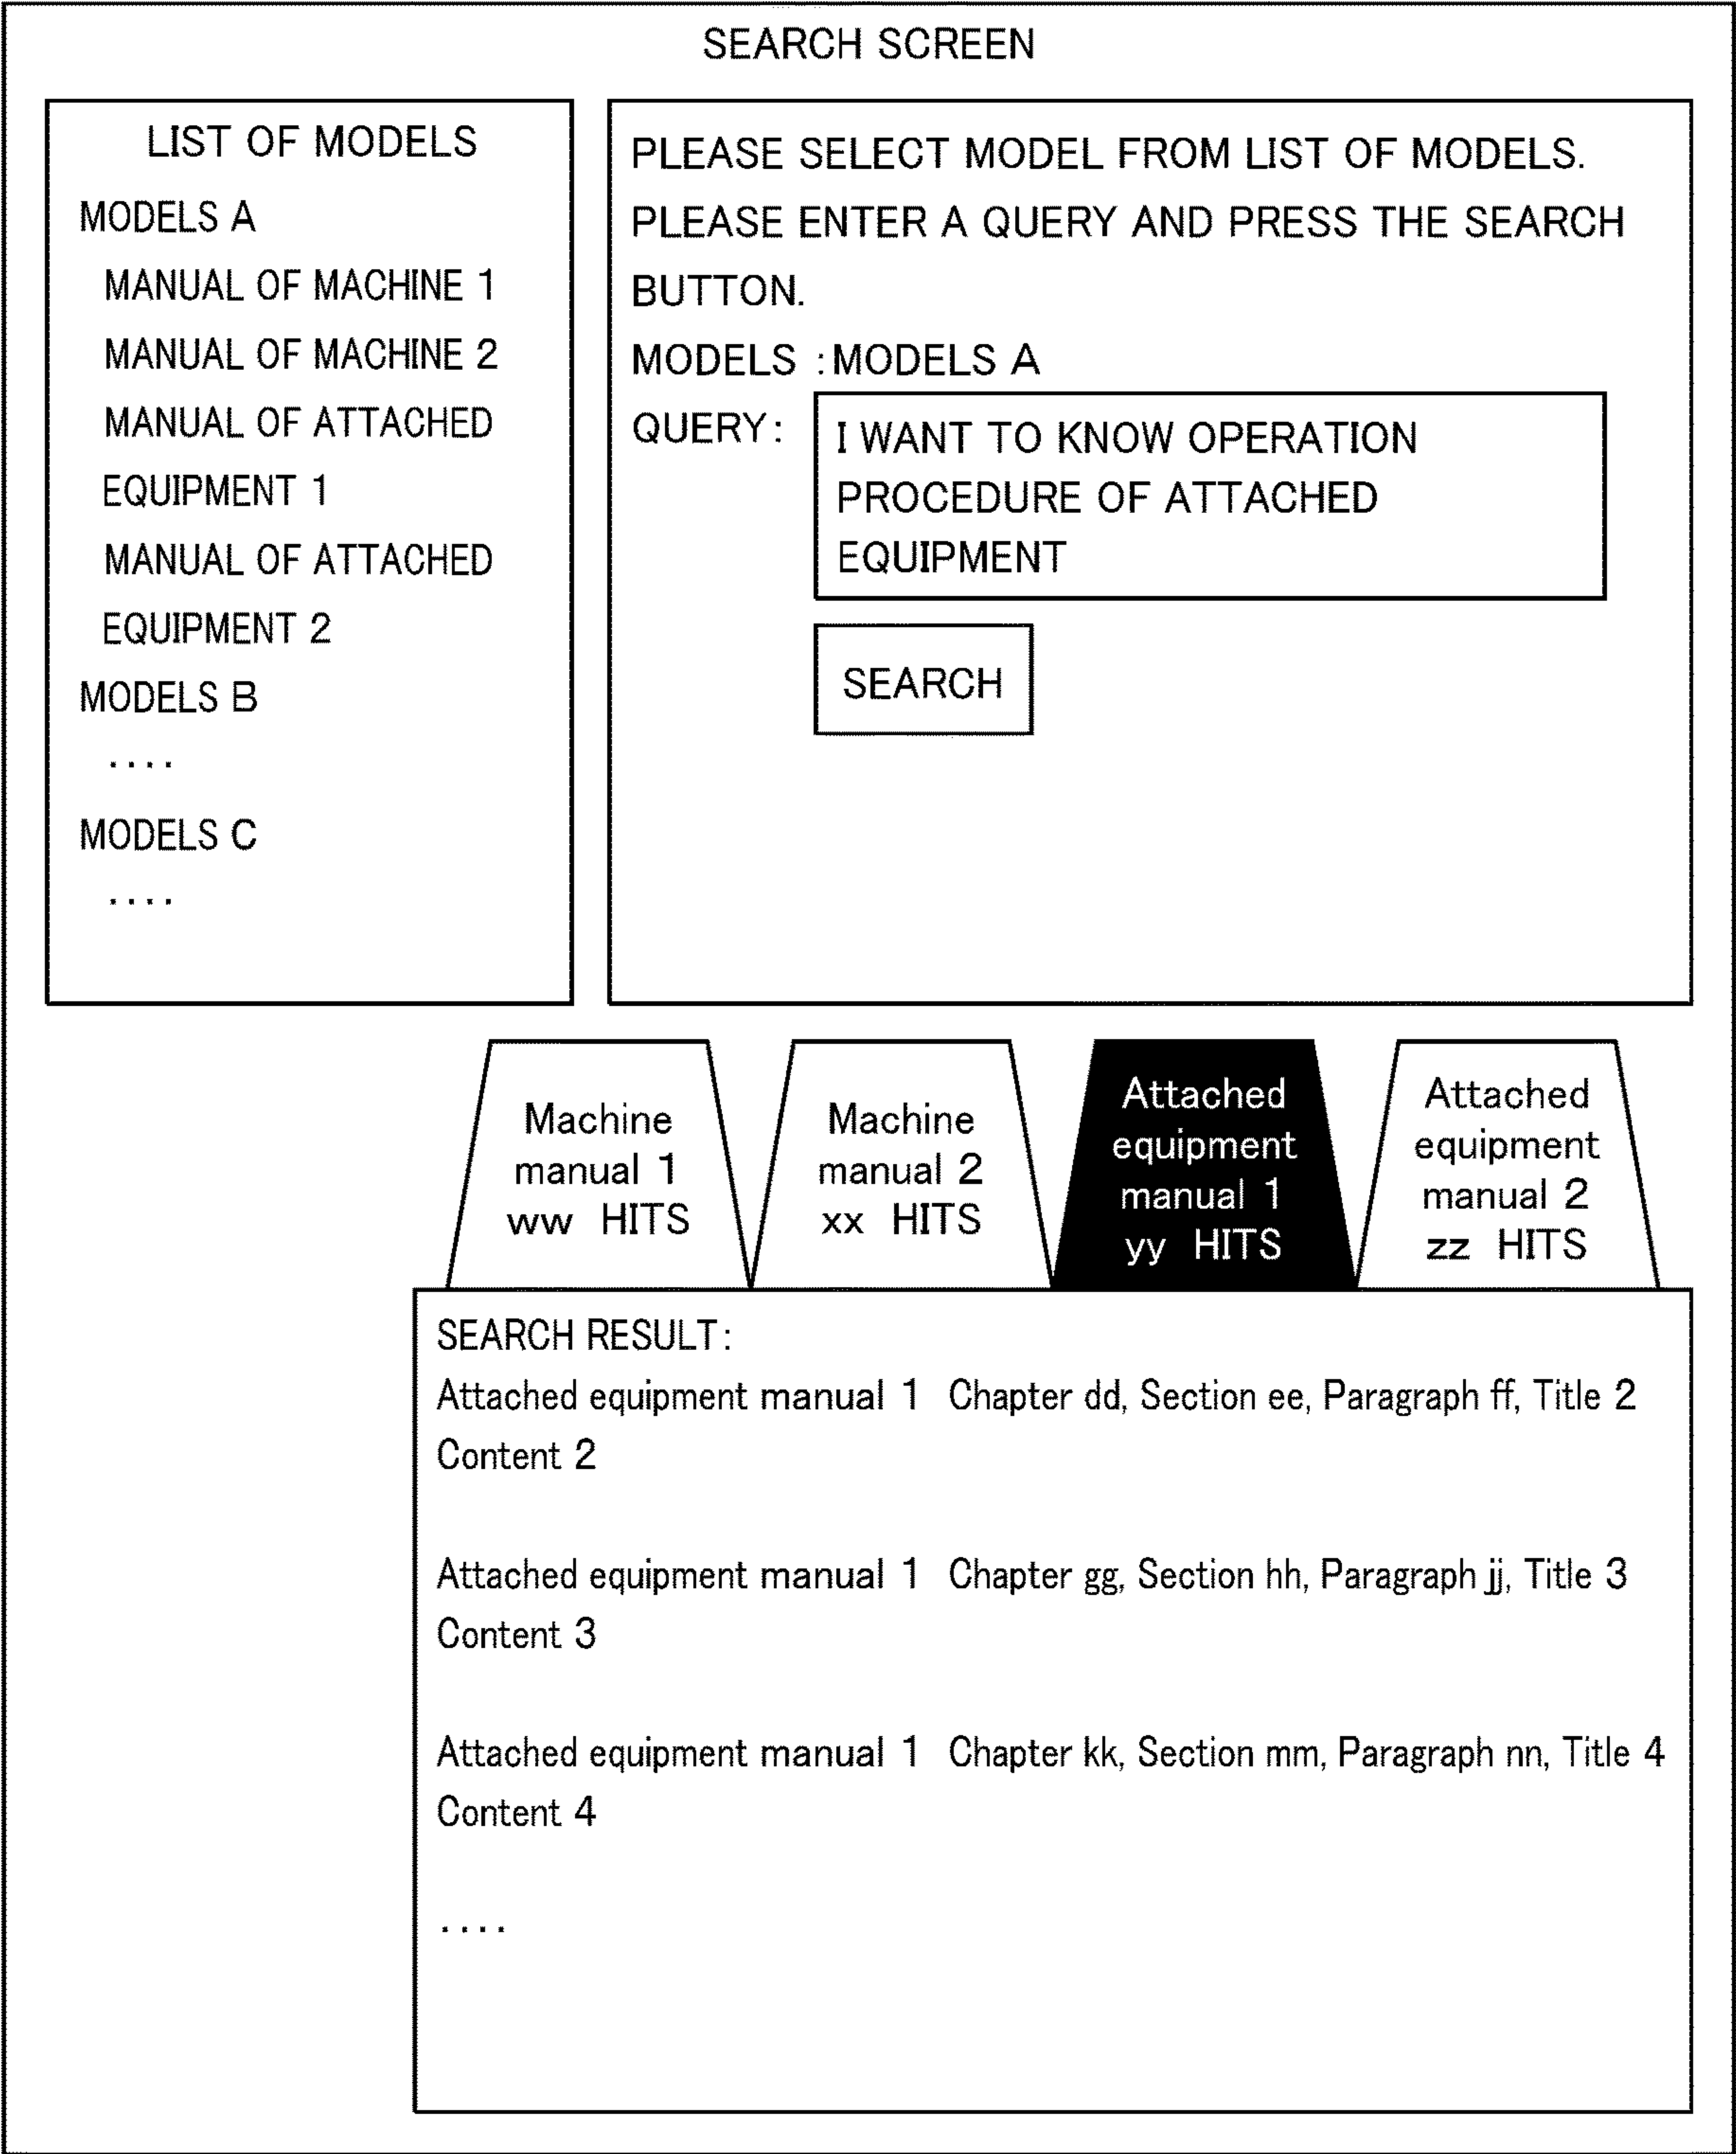 SEARCH SCREEN
LIST OF MODELS
MODELS A
MANUAL OF MACHINE 1
MANUAL OF MACHINE 2
MANUAL OF ATTACHED
EQUIPMENT 1
MANUAL OF ATTACHED
EQUIPMENT 2
MODELS B
....
MODELS C
....
PLEASE SELECT MODEL FROM LIST OF MODELS.
PLEASE ENTER A QUERY AND PRESS THE SEARCH
BUTTON.
MODELS :MODELS A
QUERY:
I WANT TO KNOW OPERATION
PROCEDURE OF ATTACHED
EQUIPMENT
SEARCH
Machine
manual 1
ww HITS
Machine
manual 2
xx HITS
Attached
equipment
manual 1
yy HITS
Attached
equipment
manual 2
zz HITS
SEARCH RESULT:
Attached equipment manual 1 Chapter dd, Section ee, Paragraph ff, Title 2
Content 2
Attached equipment manual 1 Chapter gg, Section hh, Paragraph jj, Title 3
Content 3
Attached equipment manual 1 Chapter kk, Section mm, Paragraph nn, Title 4
Content 4
....